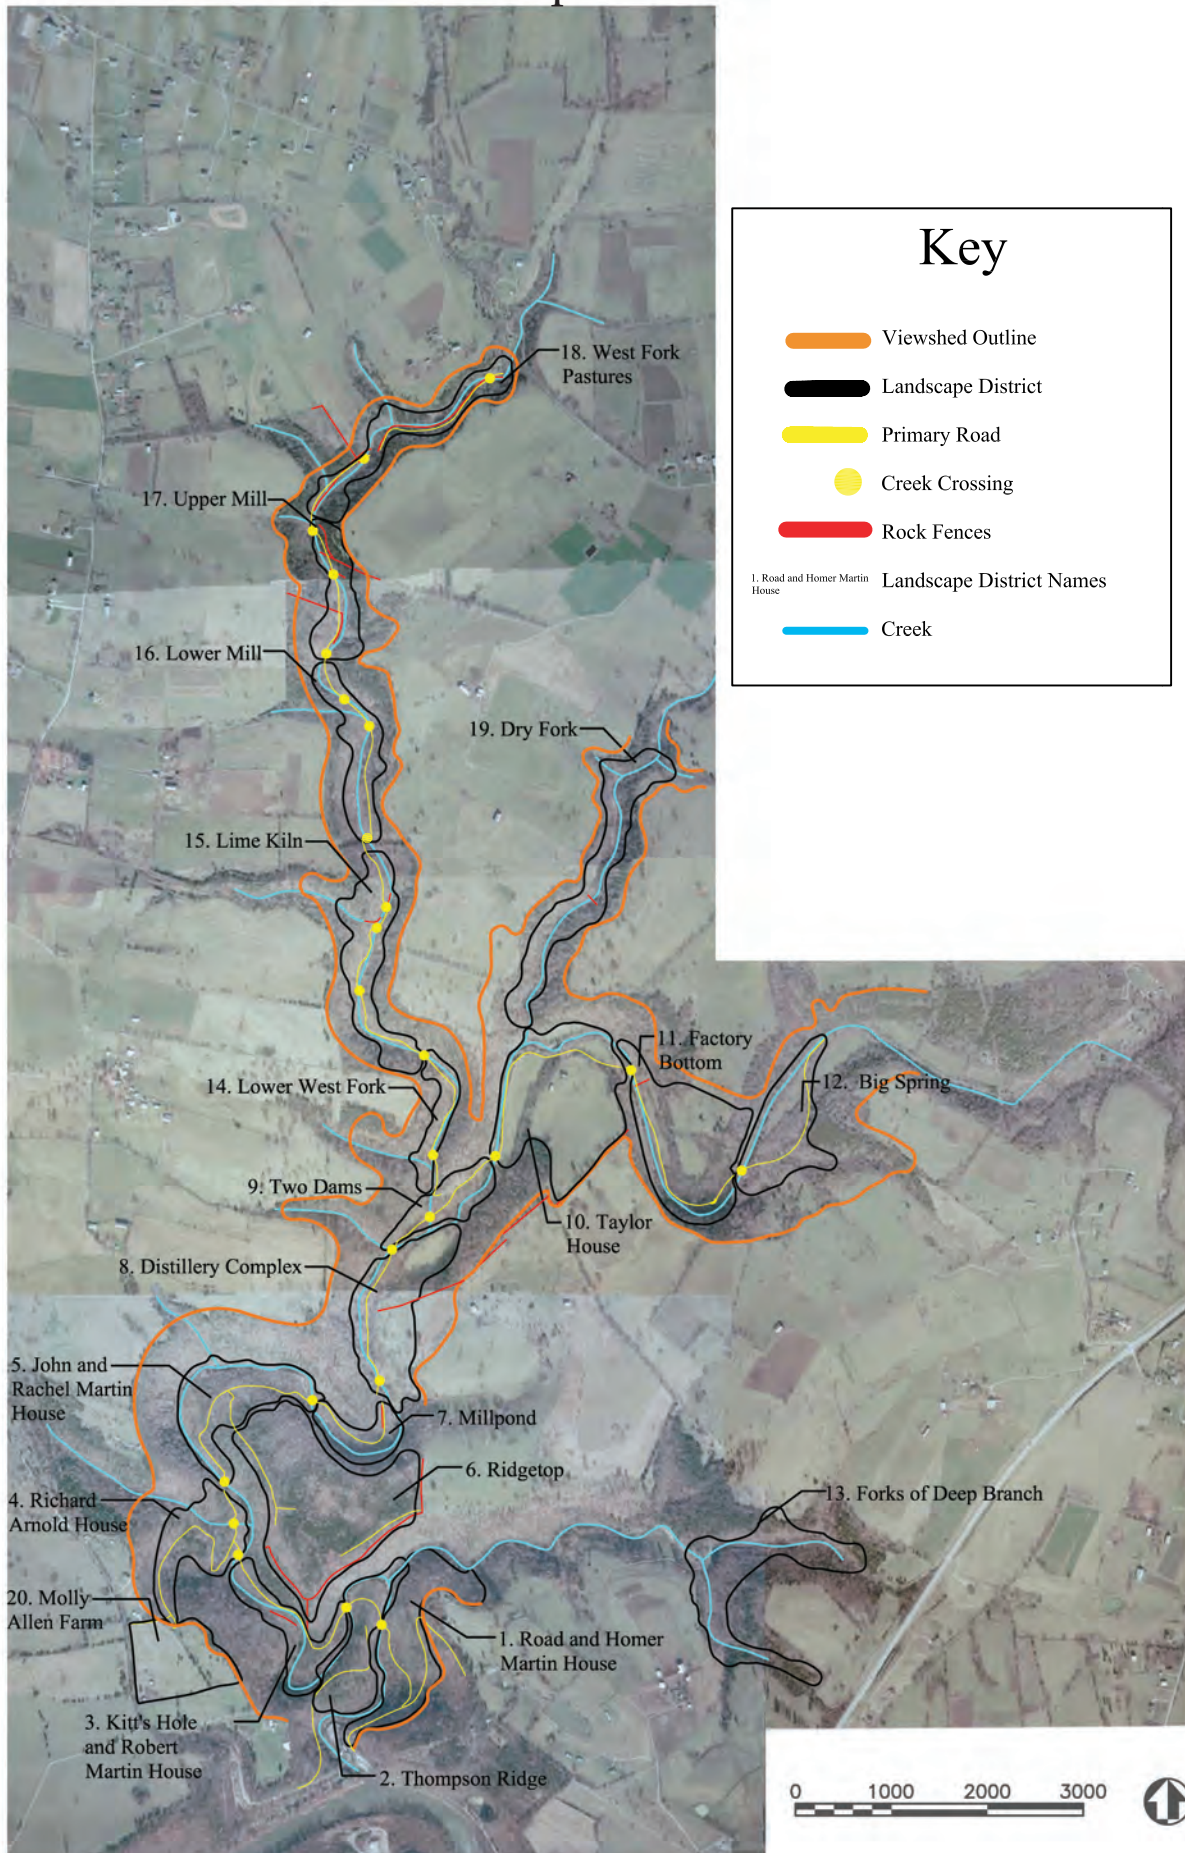 Key
Viewshed Outline
Landscape District
Primary Road
Creek Crossing
Rock Fences
1. Road and Homer Martin
House
Landscape District Names
Creek
18. West Fork
Pastures
17. Upper Mill
16. Lower Mill
19. Dry Fork
15. Lime Kiln
11. Factory
Bottom
12. Big Spring
14. Lower West Fork
9. Two Dams
10. Taylor
House
8. Distillery Complex
5. John and
Rachel Martin
House
7. Millpond
6. Ridgetop
4. Richard
Arnold House
13. Forks of Deep Branch
20. Molly
Allen Farm
1. Road and Homer
Martin House
3. Kitt's Hole
and Robert
Martin House
2. Thompson Ridge
0 1000 2000 3000